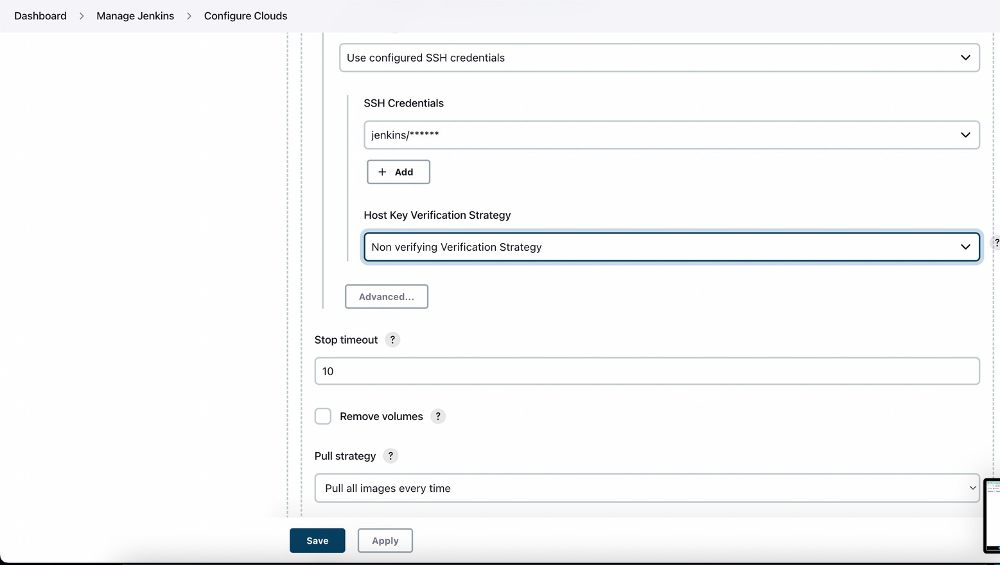 Dashboard > Manage Jenkins > Configure Clouds
Use configured SSH credentials
SSH Credentials
jenkins/******
+ Add
Host Key Verification Strategy
Non verifying Verification Strategy
?
Advanced...
Stop timeout ?
10
Remove volumes ?
Pull strategy ?
Pull all images every time
Save Apply